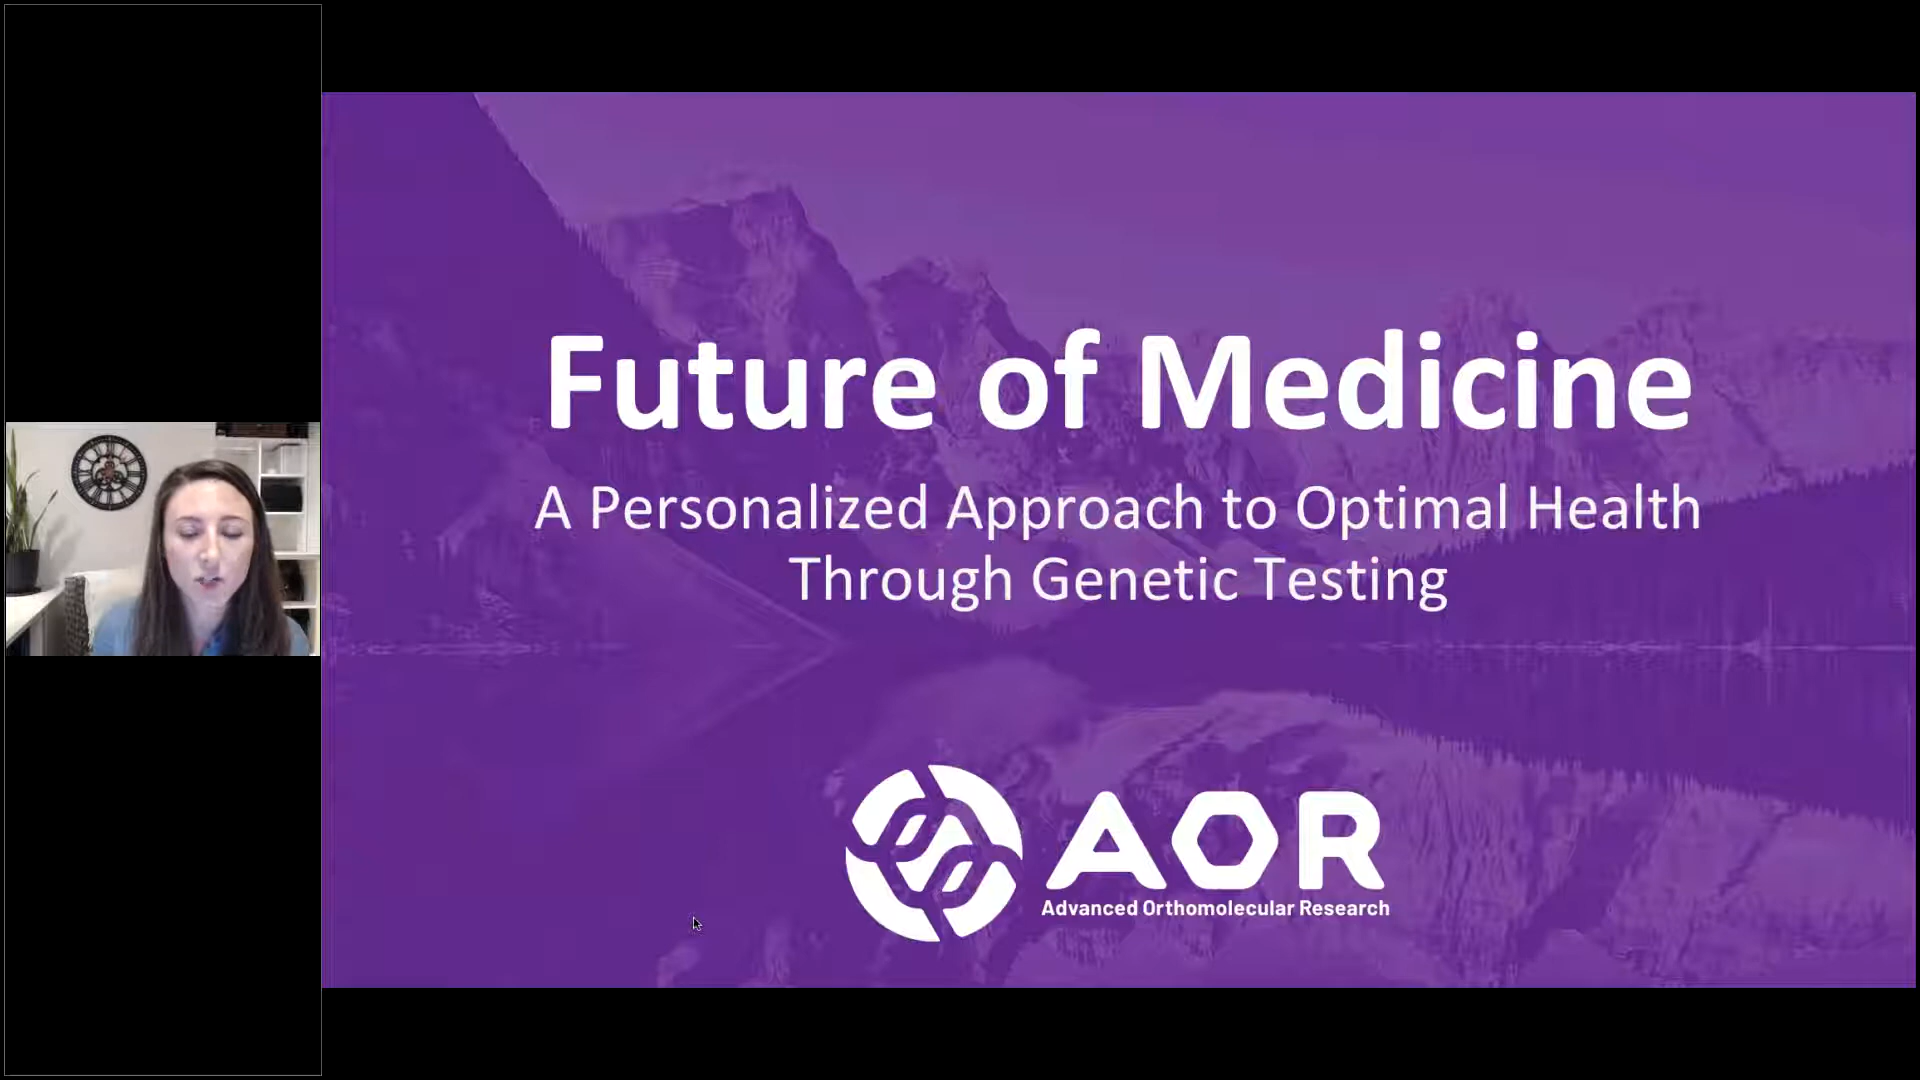 Future of Medicine
A Personalized Approach to Optimal Health
Through Genetic Testing
AOR
Advanced Orthomolecular Research